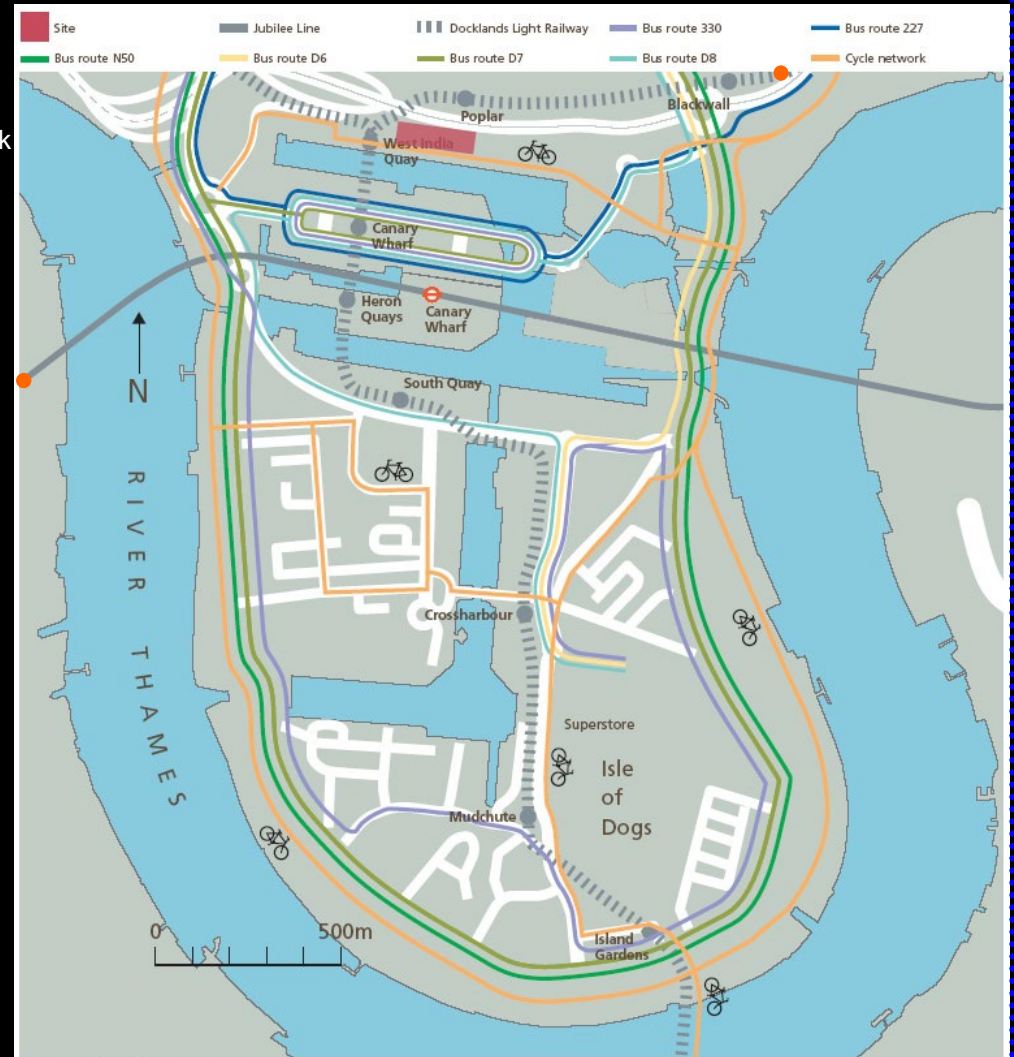 Site
Jubilee Line
Docklands Light Railway
Bus route 330
Bus route 227
Bus route N50
Bus route D6
Bus route D7
Bus route D8
Cycle network
k
Blackwall
Poplar
West India
Quay
Canary
Wharf
Heron
Quays
Canary
Wharf
N
South Quay
RIVER THAMES
Crossharbour
Superstore
Isle
of
Dogs
Mudchute
0 500m
Island
Gardens